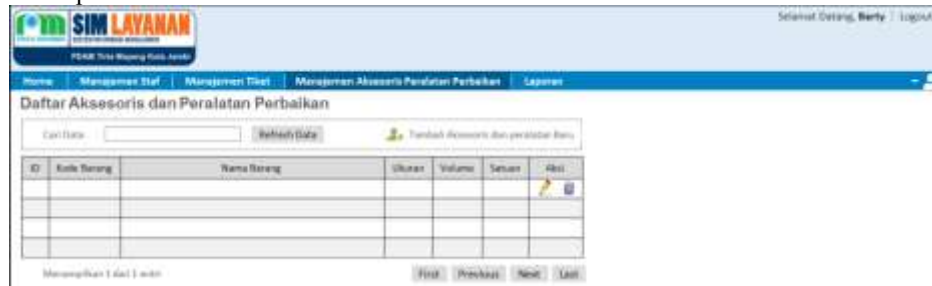 SIM LAYANAN
Selamat Datang, Berty | Logout
PDAM Tirta Mayang Kota Jambi
Home Manajemen Staf Manajemen Tiket Manajemen Aksesoris Peralatan Perbaikan Laporan
Daftar Aksesoris dan Peralatan Perbaikan
Cari Data Refresh Data Tambah Aksesoris dan peralatan Baru
ID Kode Barang Nama Barang Ukuran Volume Satuan Aksi
Menampilkan 1 dari 1 entri First Previous Next Last